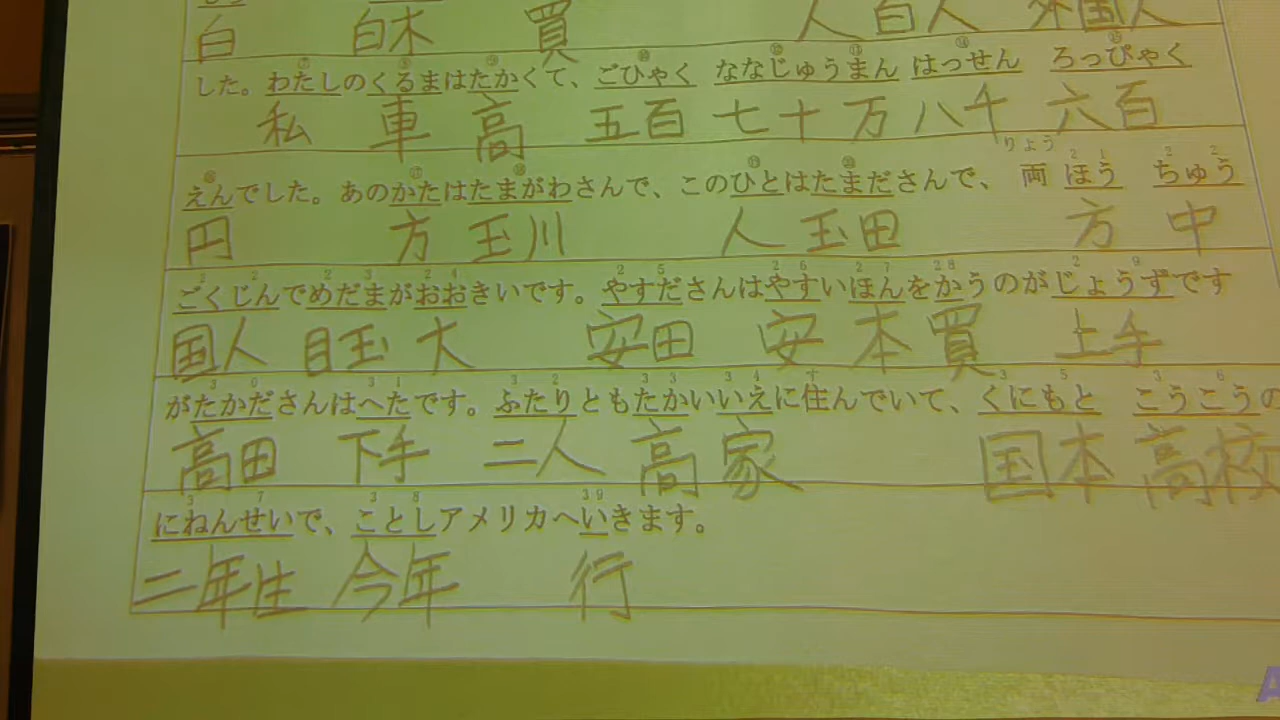 白 白木 買 人 白人 外国人
した。わたしのくるまはたかくて、ごひゃく ななじゅうまん はっせん ろっぴゃく
私 車 高 五百 七十万 八千 六百
りょう
えんでした。あのかたはたまがわさんで、このひとはたまださんで、両 ほう ちゅう
円 方 玉川 人 玉田 方 中
ごくじんでめだまがおおきいです。やすださんはやすいほんをかうのがじょうずです
国人 目玉 大 安田 安 本 買 上手
す
がたかださんはへたです。ふたりともたかいいえに住んでいて、くにもと こうこうの
高田 下手 二人 高 家 国本 高校
にねんせいで、ことしアメリカへいきます。
二年生 今年 行